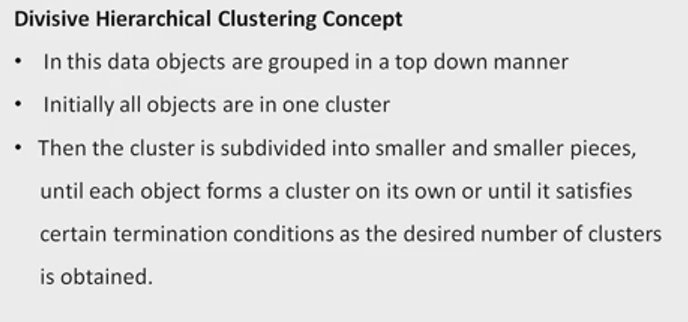 Divisive Hierarchical Clustering Concept
• In this data objects are grouped in a top down manner
• Initially all objects are in one cluster
• Then the cluster is subdivided into smaller and smaller pieces,
until each object forms a cluster on its own or until it satisfies
certain termination conditions as the desired number of clusters
is obtained.